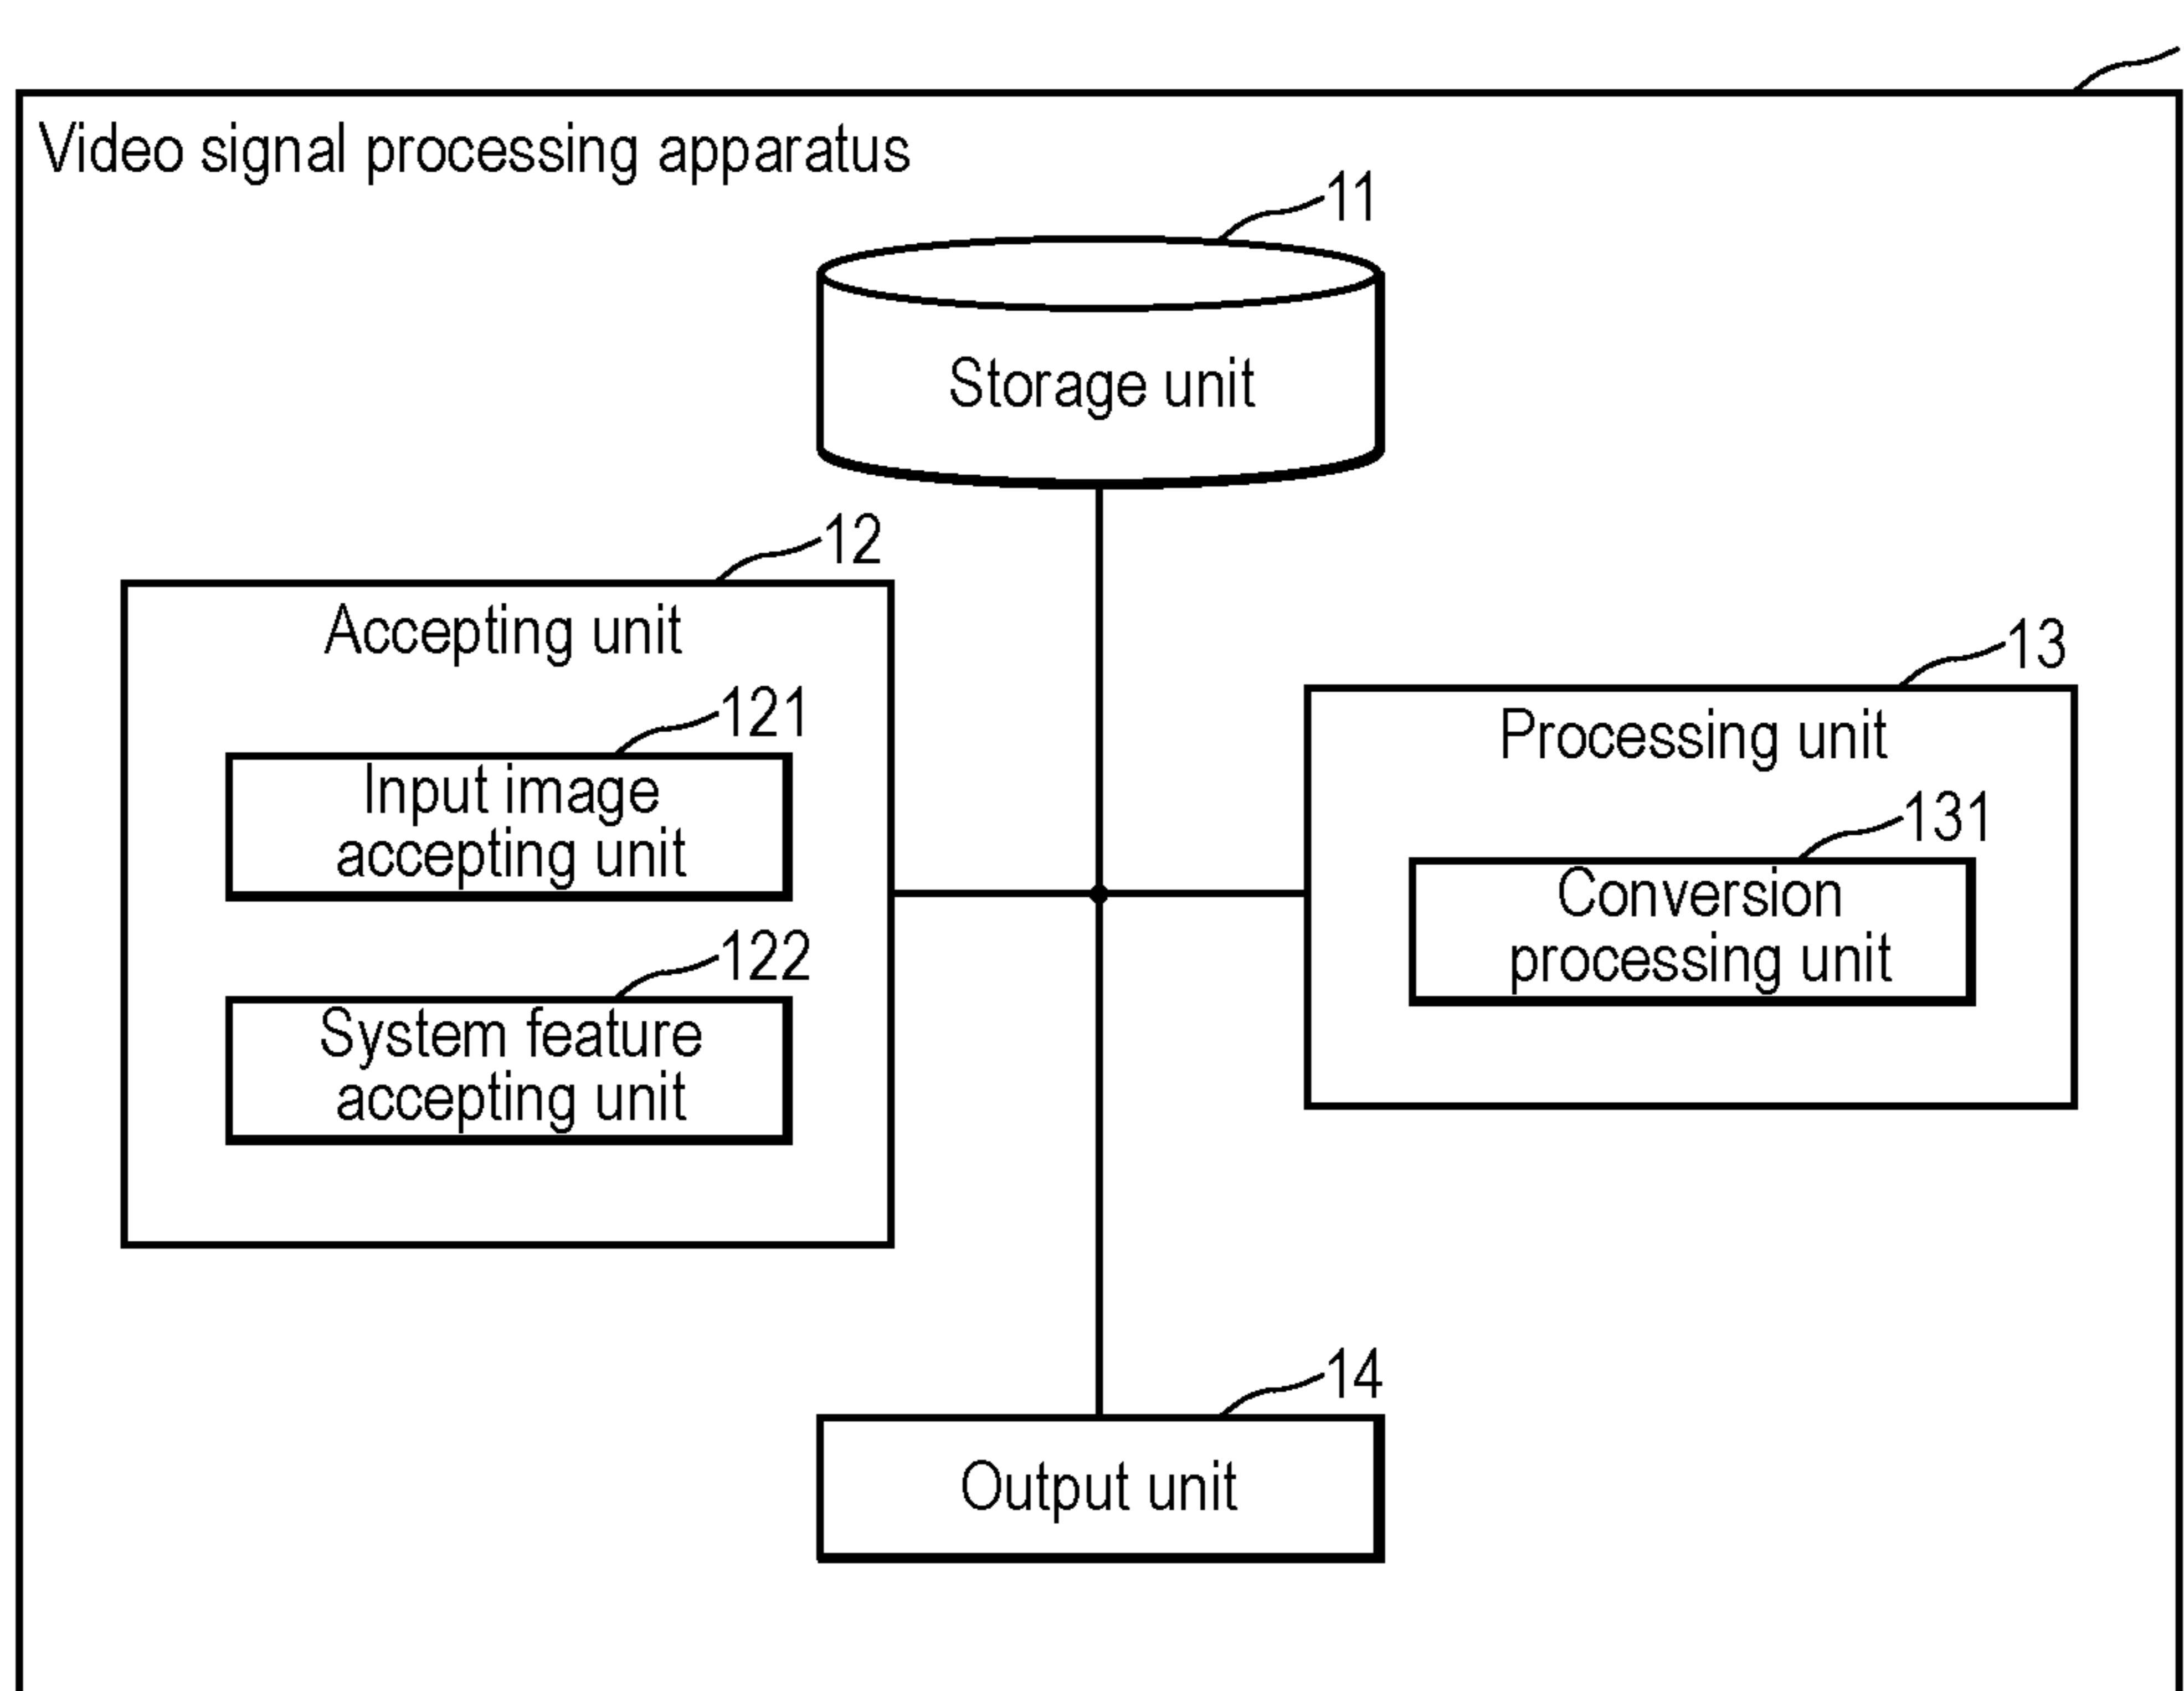 Video signal processing apparatus
11
Storage unit
12
Accepting unit
121
Input image
accepting unit
122
System feature
accepting unit
13
Processing unit
131
Conversion
processing unit
14
Output unit